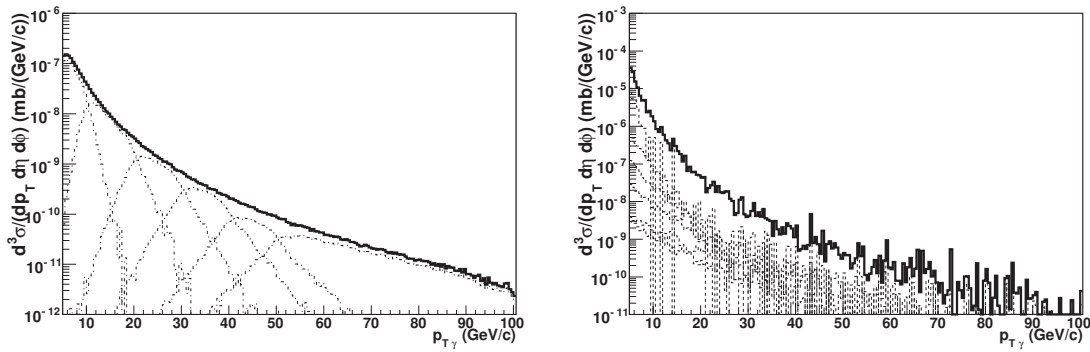 d³σ/(dp_T dη dφ) (mb/(GeV/c))
10⁻⁶
10⁻⁷
10⁻⁸
10⁻⁹
10⁻¹⁰
10⁻¹¹
10⁻¹²
10 20 30 40 50 60 70 80 90 100
p_T γ (GeV/c)
d³σ/(dp_T dη dφ) (mb/(GeV/c))
10⁻³
10⁻⁴
10⁻⁵
10⁻⁶
10⁻⁷
10⁻⁸
10⁻⁹
10⁻¹⁰
10⁻¹¹
10 20 30 40 50 60 70 80 90 100
p_T γ (GeV/c)